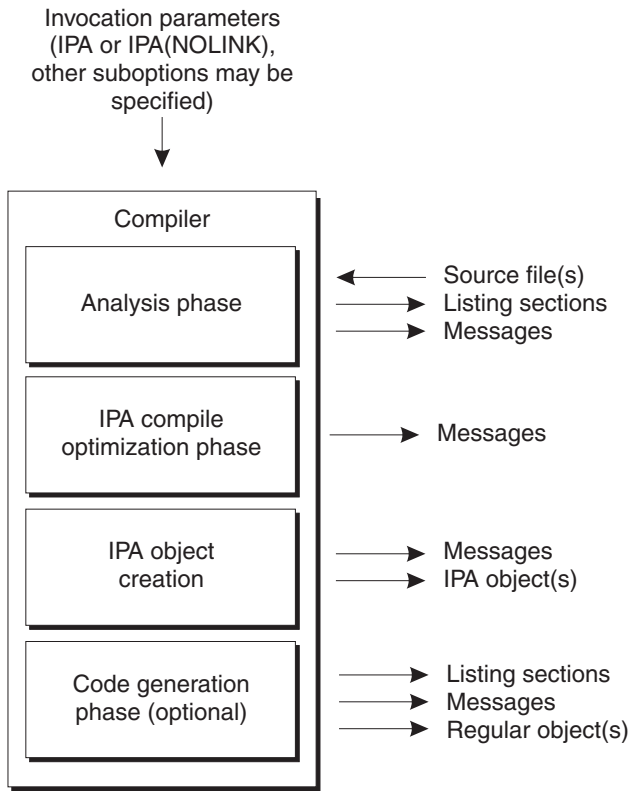 Invocation parameters
(IPA or IPA(NOLINK),
other suboptions may be
specified)
Compiler
Analysis phase
Source file(s)
Listing sections
Messages
IPA compile
optimization phase
Messages
IPA object
creation
Messages
IPA object(s)
Code generation
phase (optional)
Listing sections
Messages
Regular object(s)